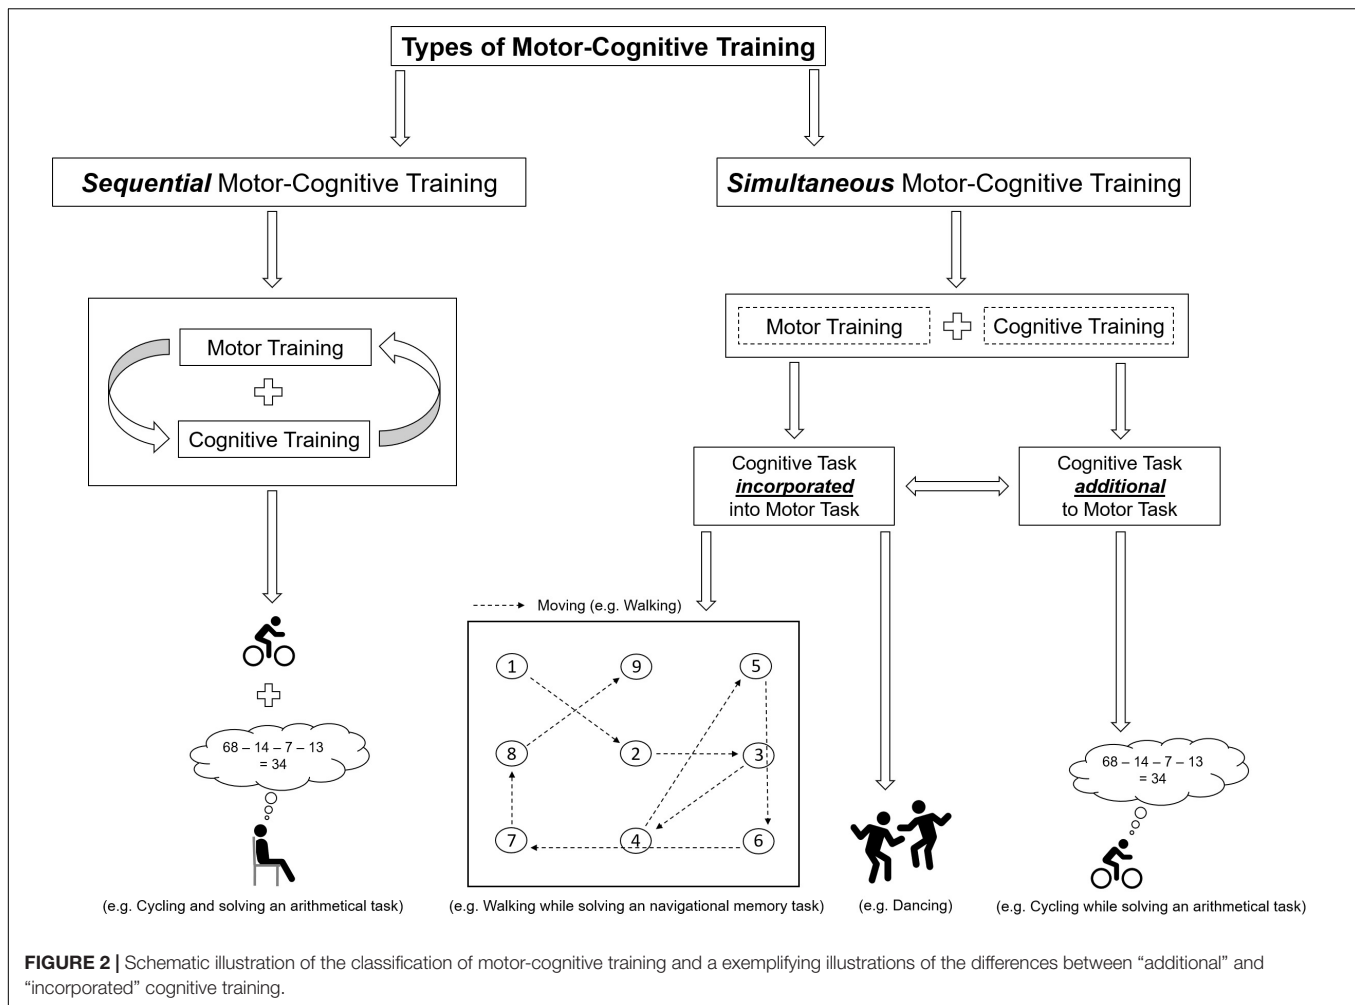 Types of Motor-Cognitive Training
Sequential Motor-Cognitive Training
Simultaneous Motor-Cognitive Training
Motor Training
Cognitive Training
Motor Training
Cognitive Training
Cognitive Task
incorporated
into Motor Task
Cognitive Task
additional
to Motor Task
Moving (e.g. Walking)
1 9 5
8 2 3
7 4 6
68 – 14 – 7 – 13
= 34
68 – 14 – 7 – 13
= 34
(e.g. Cycling and solving an arithmetical task)
(e.g. Walking while solving an navigational memory task)
(e.g. Dancing)
(e.g. Cycling while solving an arithmetical task)
FIGURE 2 | Schematic illustration of the classification of motor-cognitive training and a exemplifying illustrations of the differences between “additional” and
“incorporated” cognitive training.